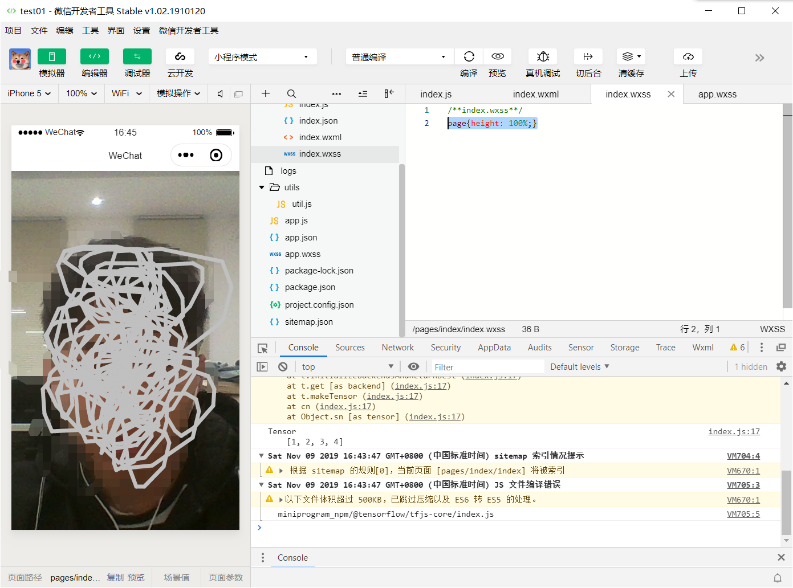 test01 - 微信开发者工具 Stable v1.02.1910120
项目 文件 编辑 工具 界面 设置 微信开发者工具
模拟器 编辑器 调试器 云开发 小程序模式 普通编译 编译 预览 真机调试 切后台 清缓存 上传
iPhone 5 100% WiFi 模拟操作
index.js index.wxml index.wxss app.wxss
WeChat 16:45 100%
WeChat
index.js
index.json
index.wxml
index.wxss
logs
utils
util.js
app.js
app.json
app.wxss
package-lock.json
package.json
project.config.json
sitemap.json
1 /**index.wxss**/
2 page{height: 100%;}
/pages/index/index.wxss 36 B 行 2，列 1 WXSS
Console Sources Network Security AppData Audits Sensor Storage Trace Wxml 6
top Filter Default levels 1 hidden
at t.get [as backend] (index.js:17)
at t.makeTensor (index.js:17)
at cn (index.js:17)
at Object.sn [as tensor] (index.js:17)
Tensor index.js:17
[1, 2, 3, 4]
Sat Nov 09 2019 16:43:47 GMT+0800 (中国标准时间) sitemap 索引情况提示 VM704:4
根据 sitemap 的规则[0]，当前页面 [pages/index/index] 将被索引 VM670:1
Sat Nov 09 2019 16:43:47 GMT+0800 (中国标准时间) JS 文件编译错误 VM705:3
以下文件体积超过 500KB，已跳过压缩以及 ES6 转 ES5 的处理。 VM670:1
miniprogram_npm/@tensorflow/tfjs-core/index.js VM705:5
Console
页面路径 pages/inde... 复制 预览 场景值 页面参数